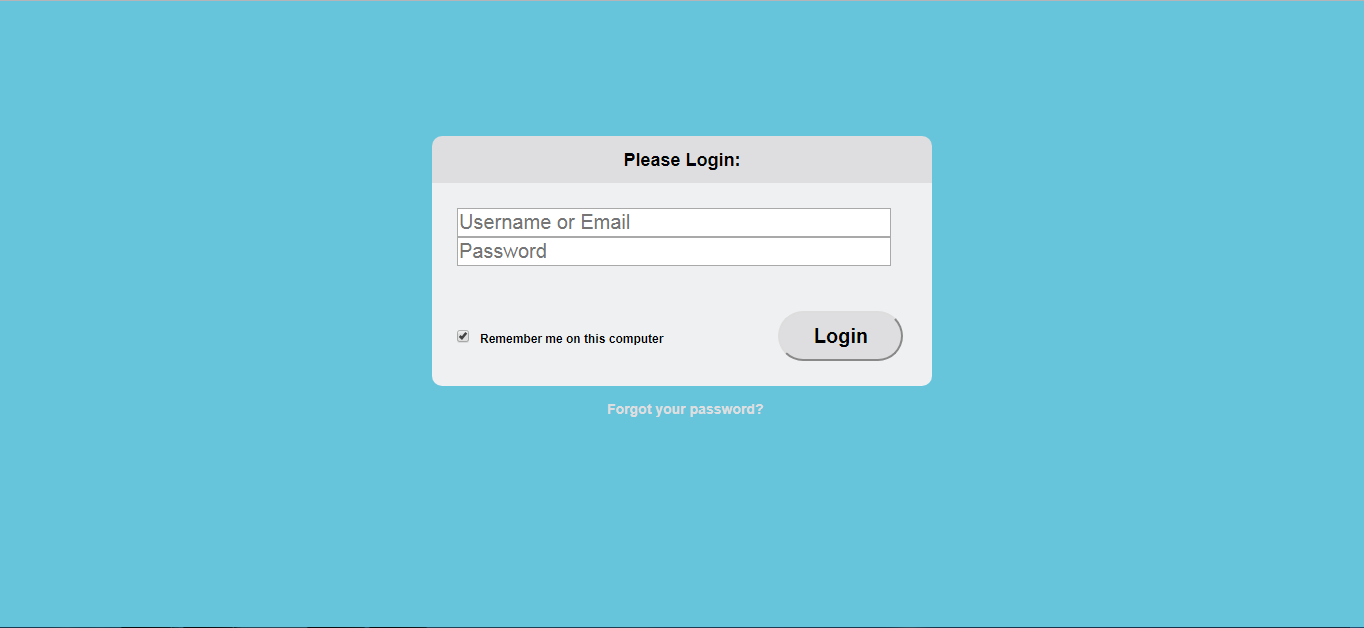 Please Login:
Username or Email
Password
Remember me on this computer
Login
Forgot your password?